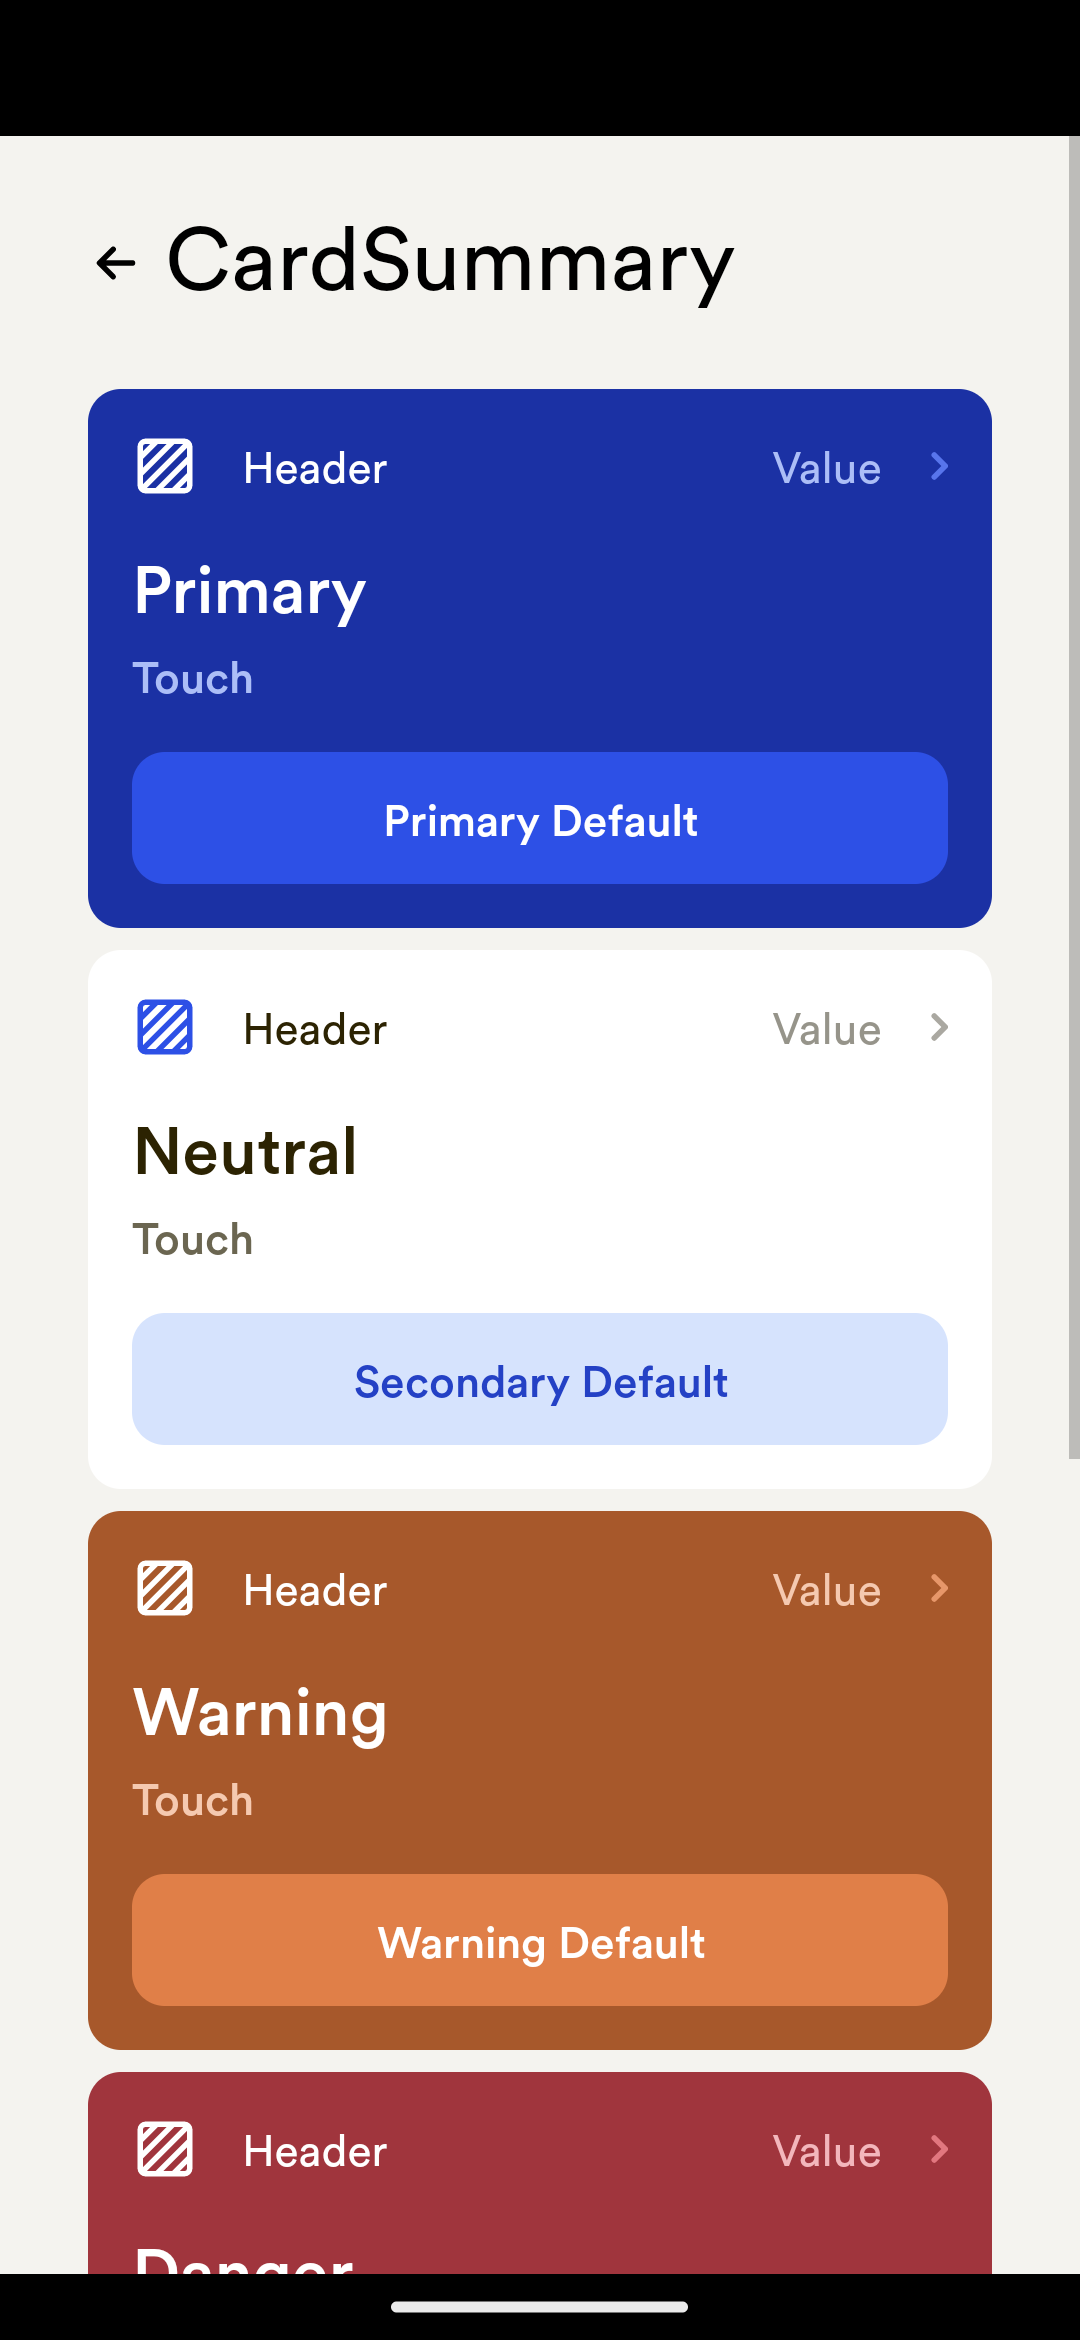 CardSummary
Header Value
Primary
Touch
Primary Default
Header Value
Neutral
Touch
Secondary Default
Header Value
Warning
Touch
Warning Default
Header Value
Danger